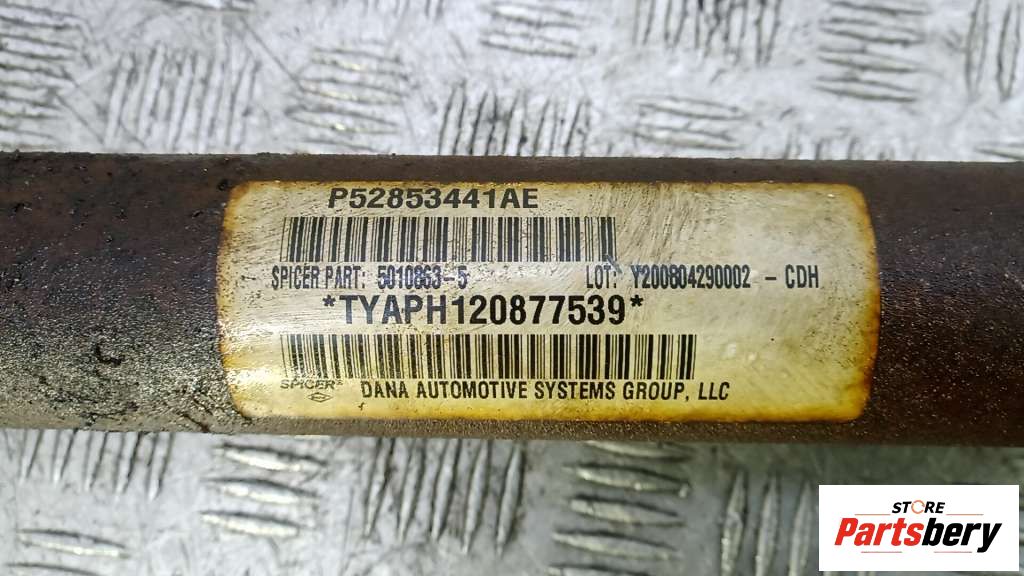 P52853441AE
SPICER PART: 5010863-5 LOT: Y200804290002 - CDH
*TYAPH120877539*
SPICER® DANA AUTOMOTIVE SYSTEMS GROUP, LLC
STORE
Partsbery